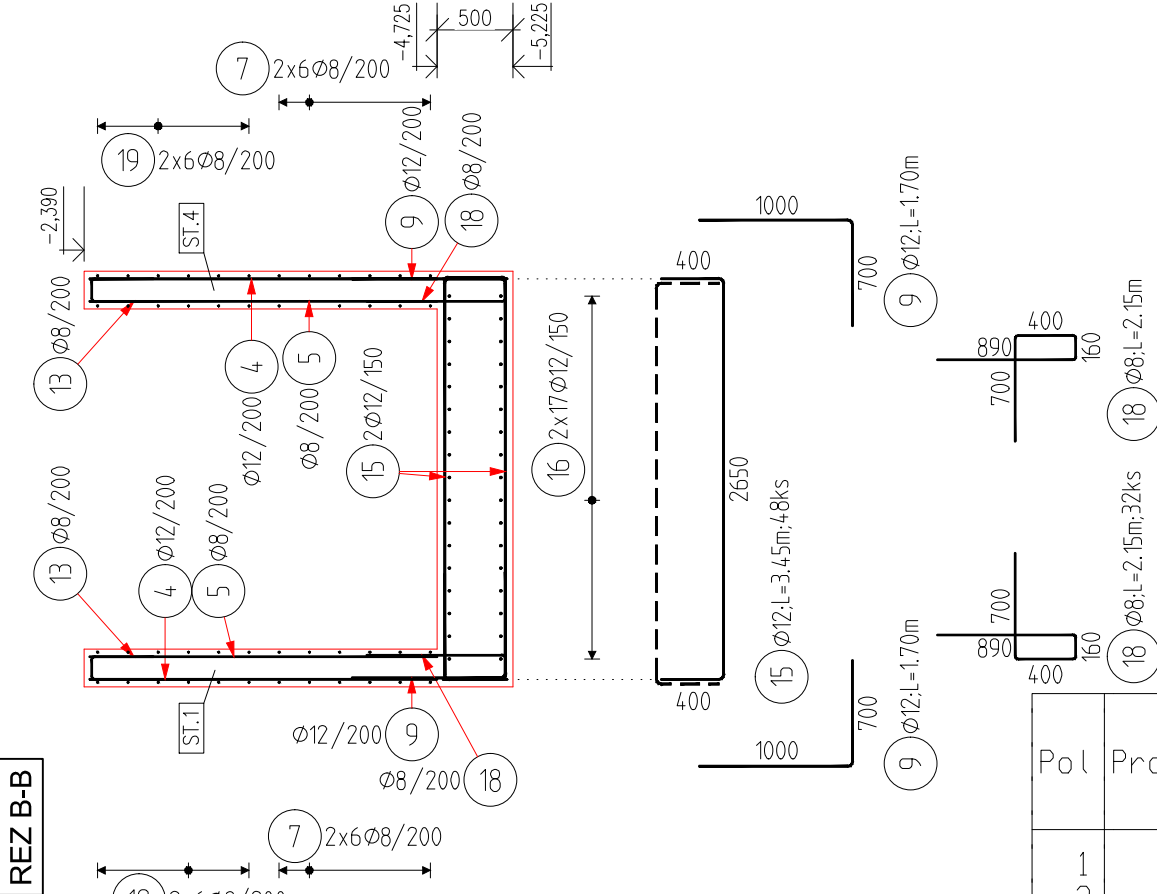 -4,725
500
-5,225
7 2x6Ø8/200
19 2x6Ø8/200
-2,390
ST.4
Ø12/200
9
Ø8/200
18
13 Ø8/200
4
Ø12/200
5
Ø8/200
15 2Ø12/150
16 2x17Ø12/150
13 Ø8/200
4 Ø12/200
5 Ø8/200
ST.1
Ø12/200 9
Ø8/200 18
REZ B-B
7 2x6Ø8/200
400
2650
400
15 Ø12;L=3.45m;48ks
1000
700
9 Ø12;L=1.70m
1000
700
9 Ø12;L=1.70m
890
400
160
700
18 Ø8;L=2.15m
700
890
160
400
18 Ø8;L=2.15m;32ks
Pol
1